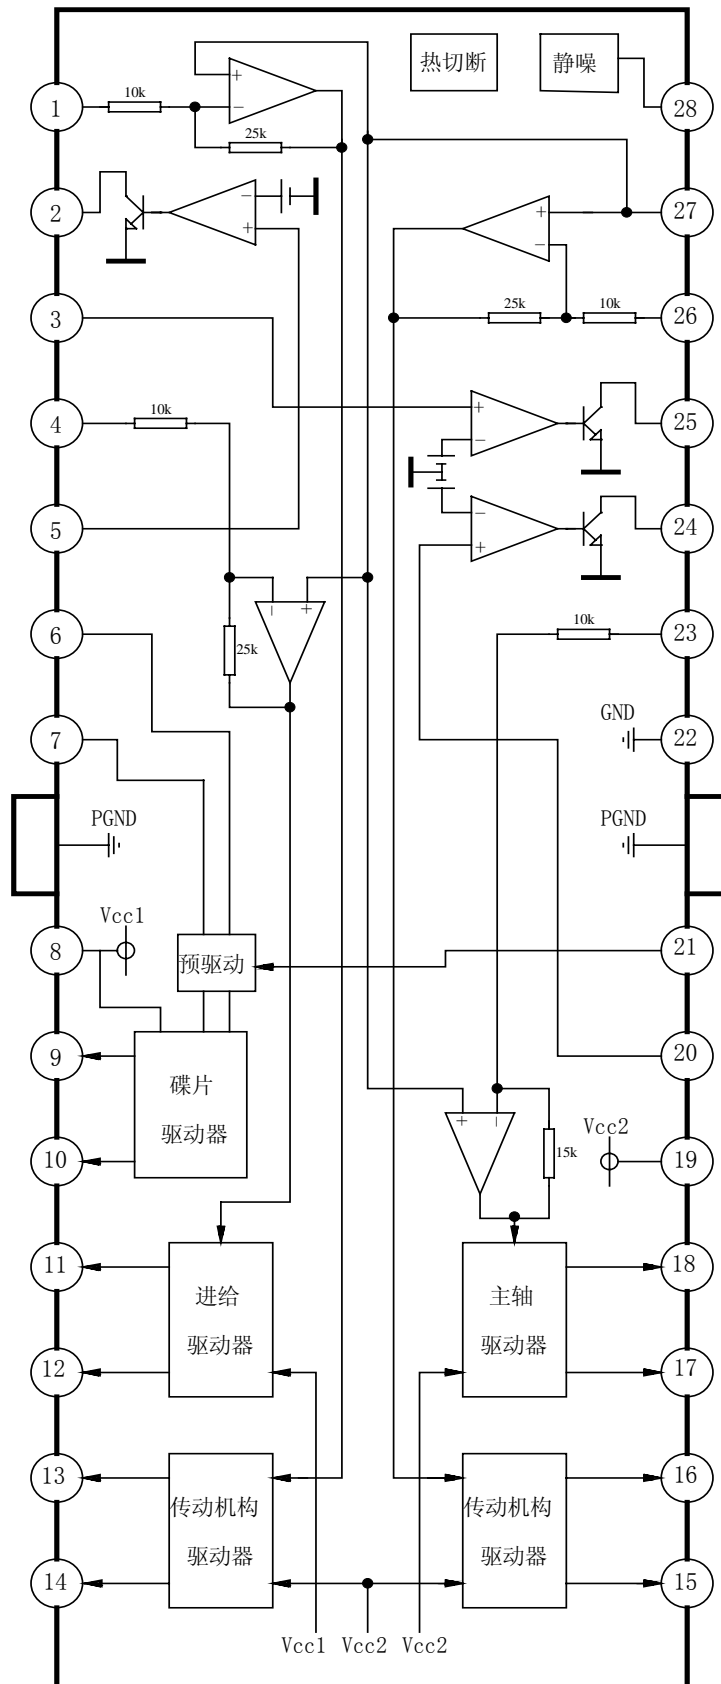 热切断
静噪
+
−
10k
25k
1
28
2
−
+
27
+
−
3
25k
10k
26
4
10k
+
−
25
5
−
+
24
−
+
6
25k
10k
23
7
GND
22
PGND
PGND
8
Vcc1
预驱动
21
9
碟片
驱动器
20
10
+
−
15k
Vcc2
19
11
进给
驱动器
主轴
驱动器
18
12
17
13
传动机构
驱动器
传动机构
驱动器
16
14
15
Vcc1
Vcc2
Vcc2